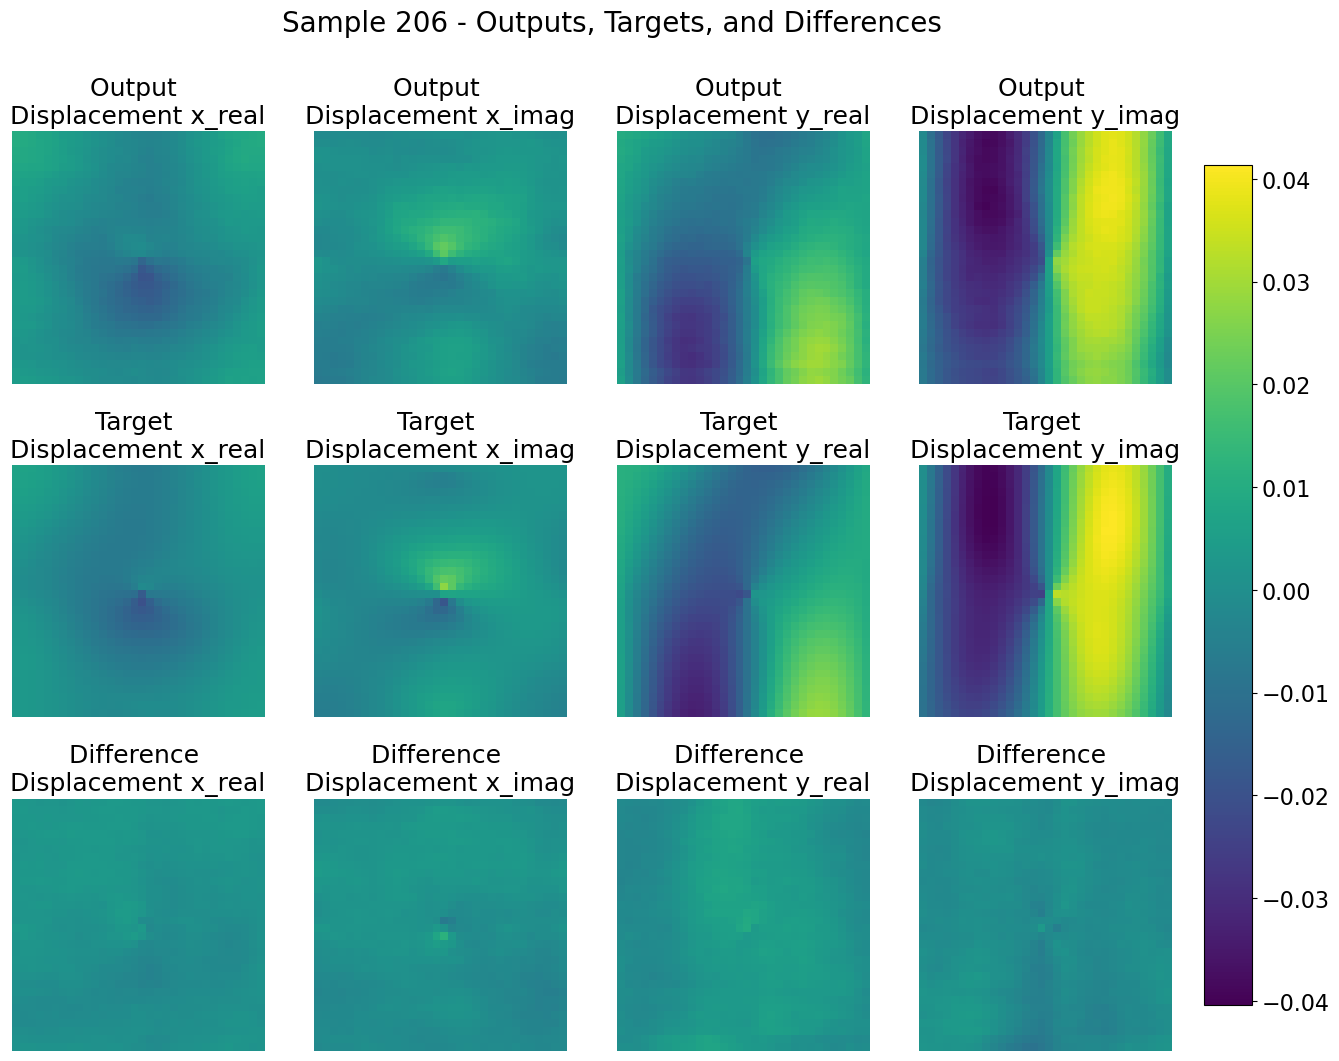 Sample 206 - Outputs, Targets, and Differences
Output
Displacement x_real
Output
Displacement x_imag
Output
Displacement y_real
Output
Displacement y_imag
Target
Displacement x_real
Target
Displacement x_imag
Target
Displacement y_real
Target
Displacement y_imag
Difference
Displacement x_real
Difference
Displacement x_imag
Difference
Displacement y_real
Difference
Displacement y_imag
0.04
0.03
0.02
0.01
0.00
−0.01
−0.02
−0.03
−0.04